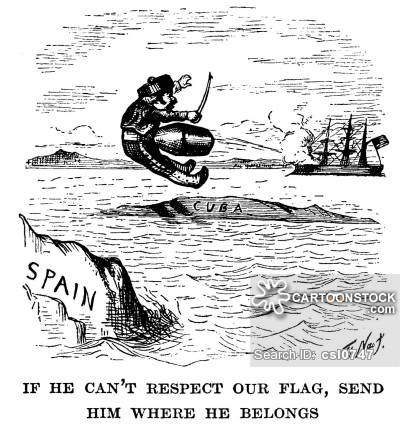 CUBA
SPAIN
CARTOONSTOCK
.com
Search ID: csl0747
Th. Nast.
IF HE CAN'T RESPECT OUR FLAG, SEND
HIM WHERE HE BELONGS